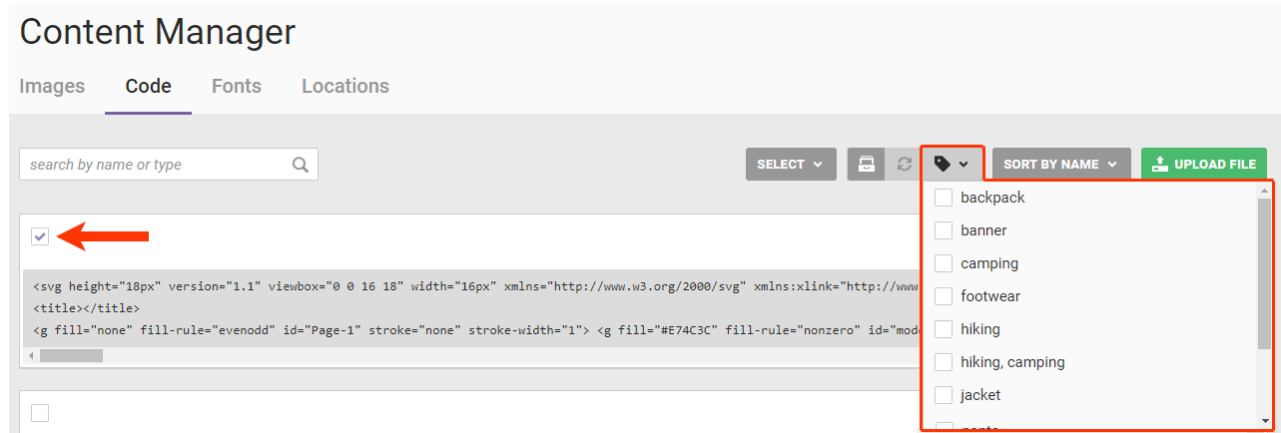 Content Manager
Images Code Fonts Locations
search by name or type
SELECT
SORT BY NAME
UPLOAD FILE
backpack
banner
camping
footwear
hiking
hiking, camping
jacket
<svg height="18px" version="1.1" viewbox="0 0 16 18" width="16px" xmlns="http://www.w3.org/2000/svg" xmlns:xlink="http://www
<title></title>
<g fill="none" fill-rule="evenodd" id="Page-1" stroke="none" stroke-width="1"> <g fill="#E74C3C" fill-rule="nonzero" id="mod